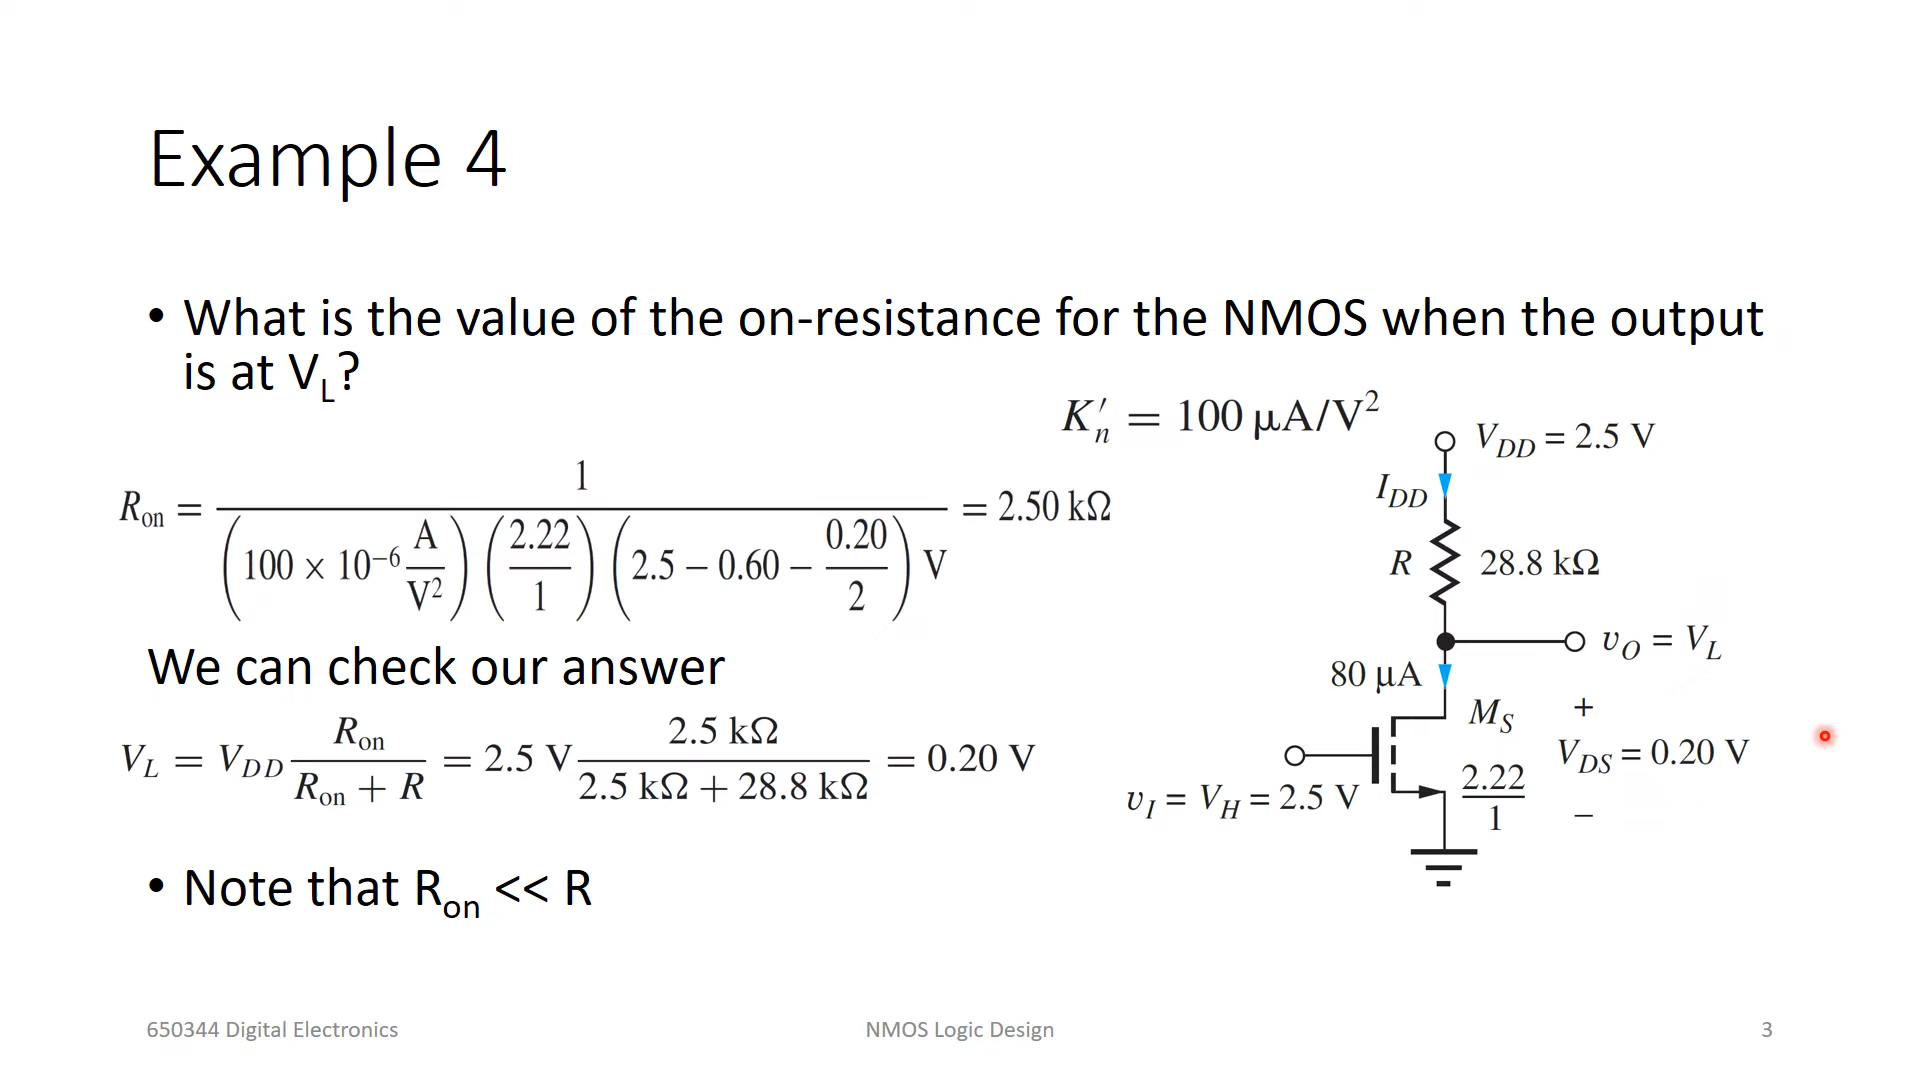 Example 4
• What is the value of the on-resistance for the NMOS when the output
is at V_L?
K′_n = 100 μA/V²
R_on = 1 / ((100 × 10⁻⁶ A/V²) (2.22/1) (2.5 − 0.60 − 0.20/2) V) = 2.50 kΩ
We can check our answer
V_L = V_DD R_on / (R_on + R) = 2.5 V 2.5 kΩ / (2.5 kΩ + 28.8 kΩ) = 0.20 V
• Note that R_on << R
V_DD = 2.5 V
I_DD
R
28.8 kΩ
v_O = V_L
80 μA
M_S
+
V_DS = 0.20 V
2.22/1
−
v_I = V_H = 2.5 V
650344 Digital Electronics
NMOS Logic Design
3